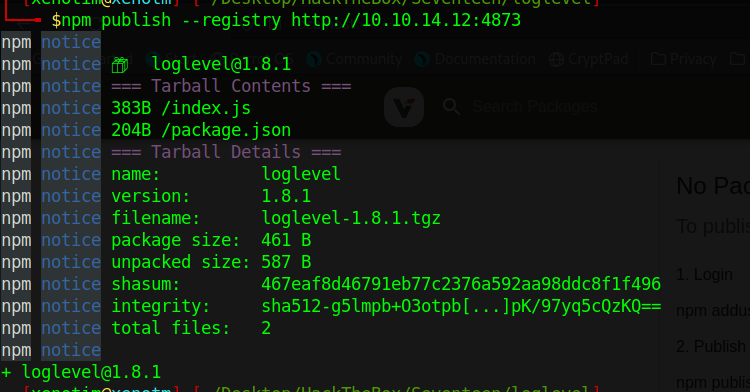 [xenotim@xenotm] [~/Desktop/HackTheBox/Seventeen/loglevel]
$npm publish --registry http://10.10.14.12:4873
npm notice
npm notice 📦 loglevel@1.8.1
npm notice === Tarball Contents ===
npm notice 383B /index.js
npm notice 204B /package.json
npm notice === Tarball Details ===
npm notice name: loglevel
npm notice version: 1.8.1
npm notice filename: loglevel-1.8.1.tgz
npm notice package size: 461 B
npm notice unpacked size: 587 B
npm notice shasum: 467eaf8d46791eb77c2376a592aa98ddc8f1f496
npm notice integrity: sha512-g5lmpb+O3otpb[...]pK/97yq5cQzKQ==
npm notice total files: 2
npm notice
+ loglevel@1.8.1
[xenotim@xenotm] [~/Desktop/HackTheBox/Seventeen/loglevel]
Community Documentation CryptPad Privacy
Search Packages
No Pac
To publis
1. Login
npm addus
2. Publish
npm publi